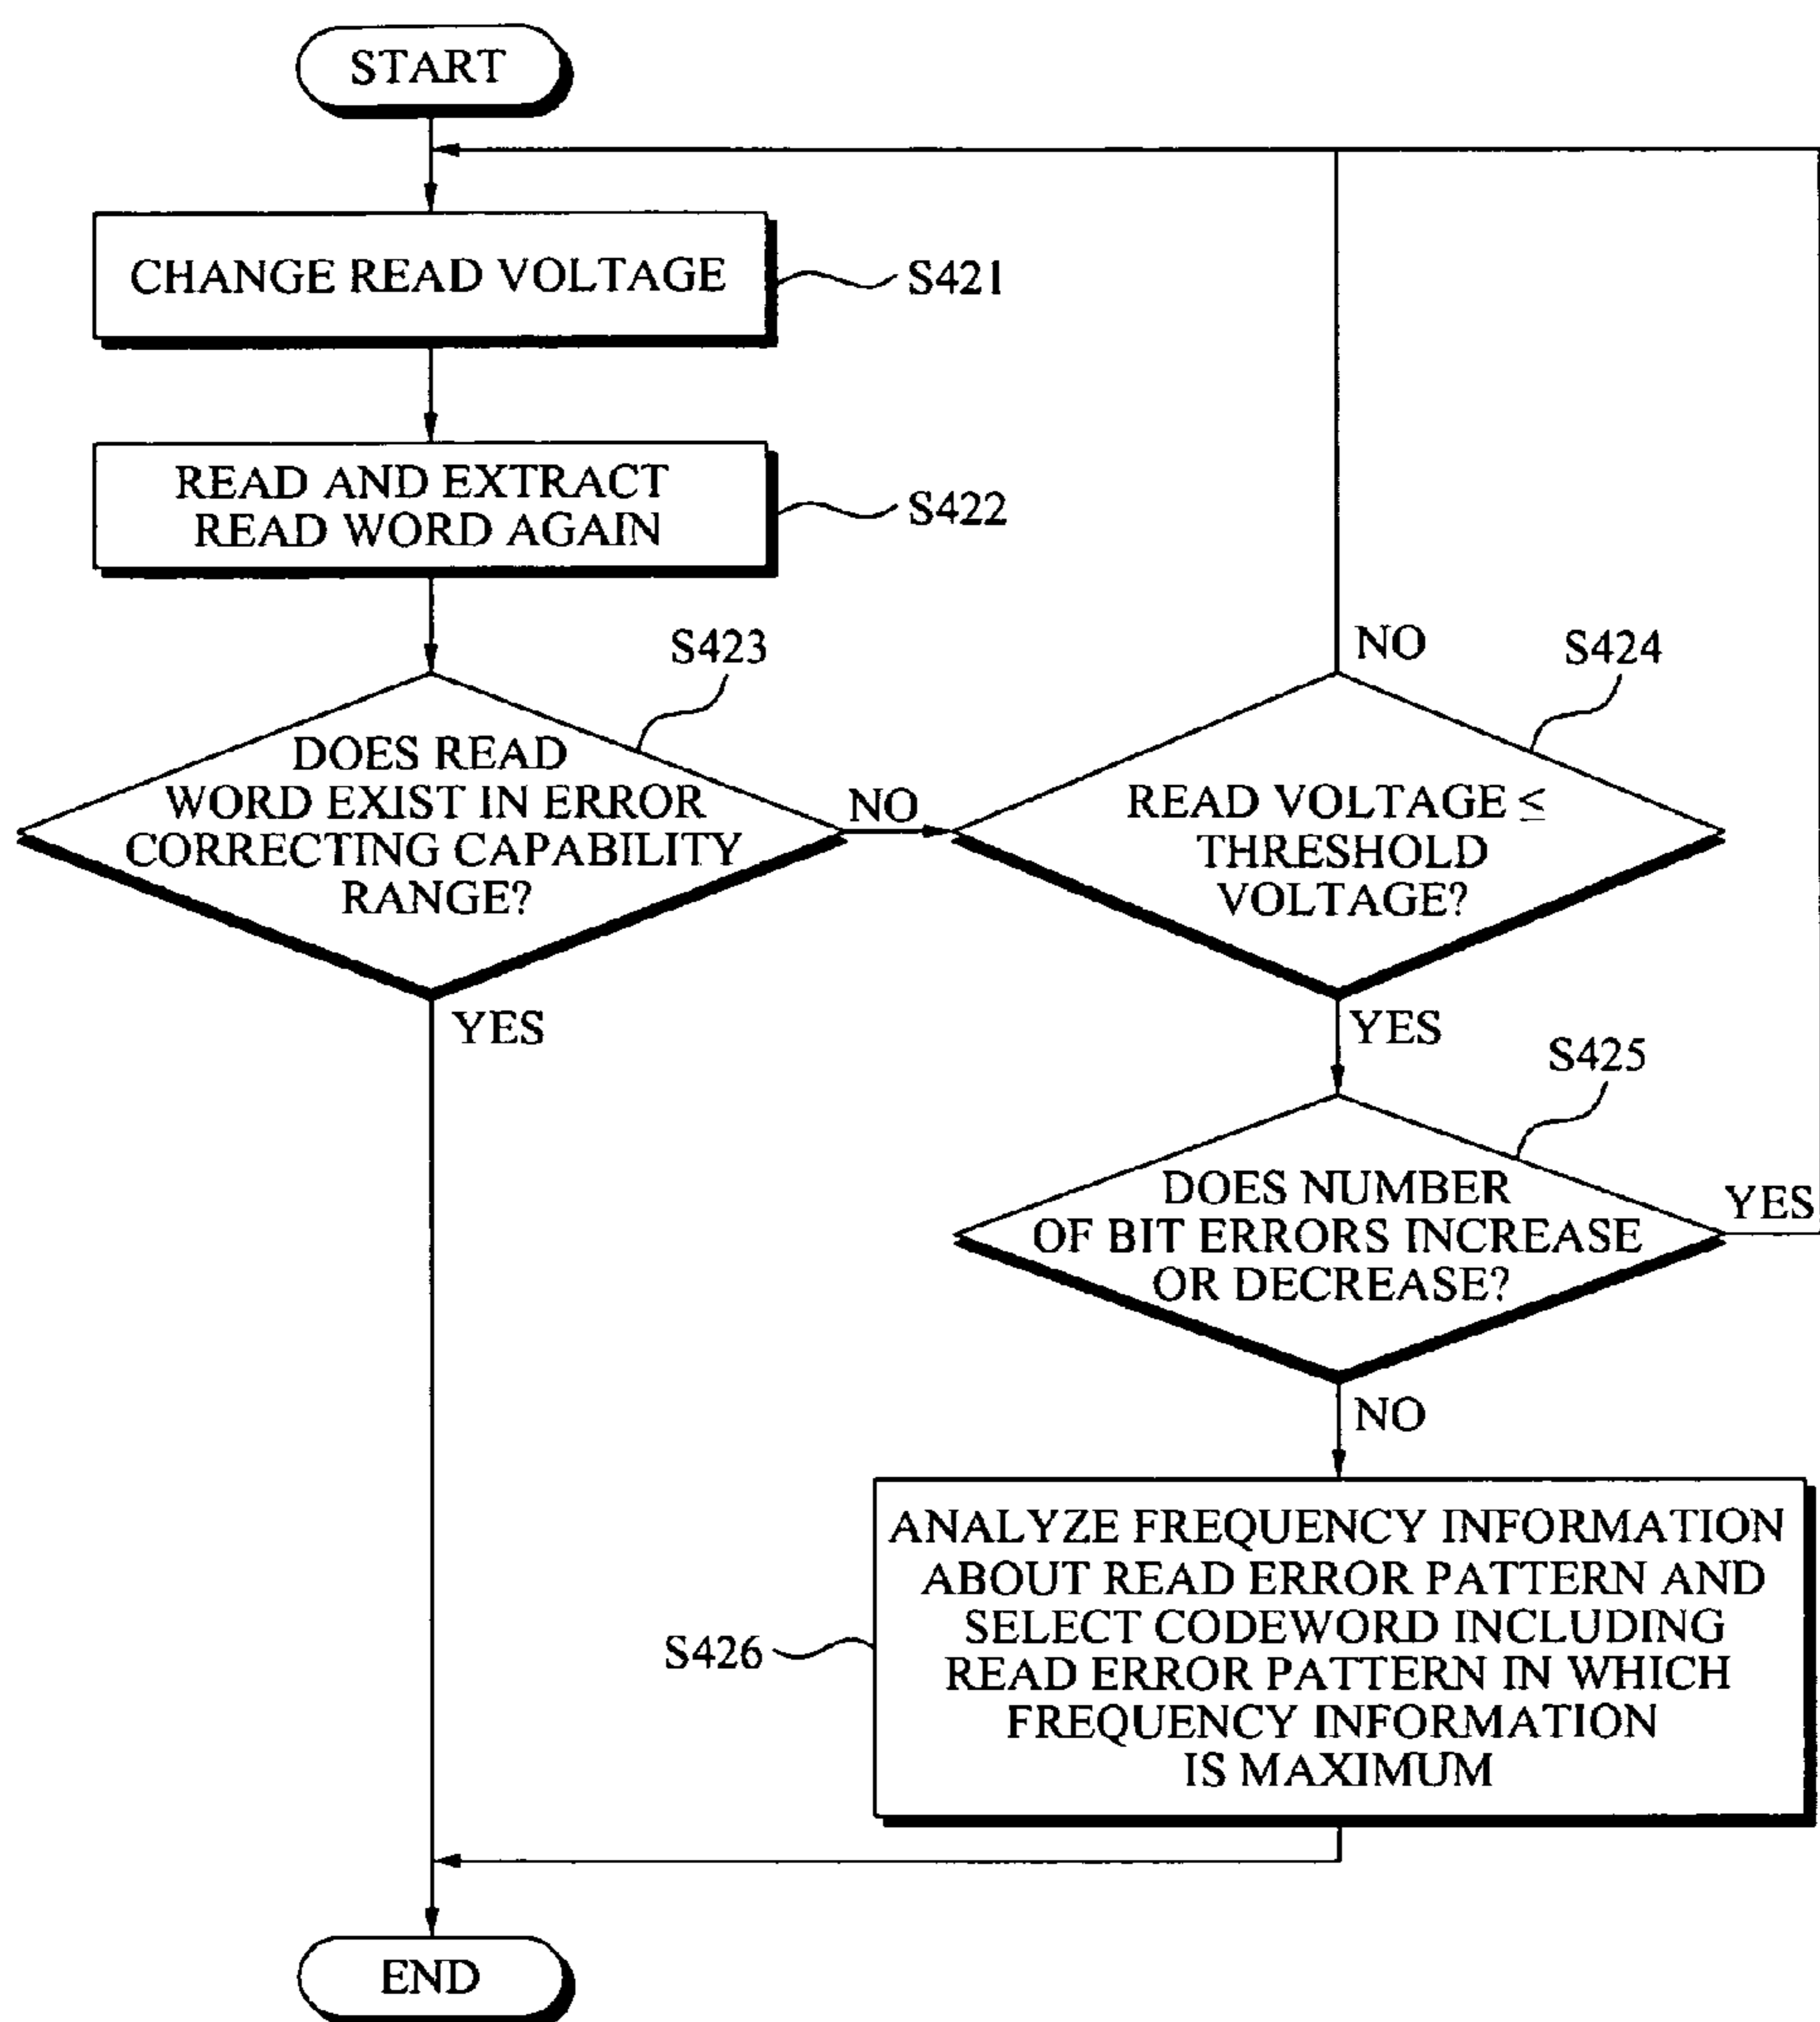 START
CHANGE READ VOLTAGE
S421
READ AND EXTRACT
READ WORD AGAIN
S422
S423
DOES READ
WORD EXIST IN ERROR
CORRECTING CAPABILITY
RANGE?
NO
YES
NO
S424
READ VOLTAGE ≤
THRESHOLD
VOLTAGE?
YES
S425
DOES NUMBER
OF BIT ERRORS INCREASE
OR DECREASE?
YES
NO
ANALYZE FREQUENCY INFORMATION
ABOUT READ ERROR PATTERN AND
SELECT CODEWORD INCLUDING
READ ERROR PATTERN IN WHICH
FREQUENCY INFORMATION
IS MAXIMUM
S426
END